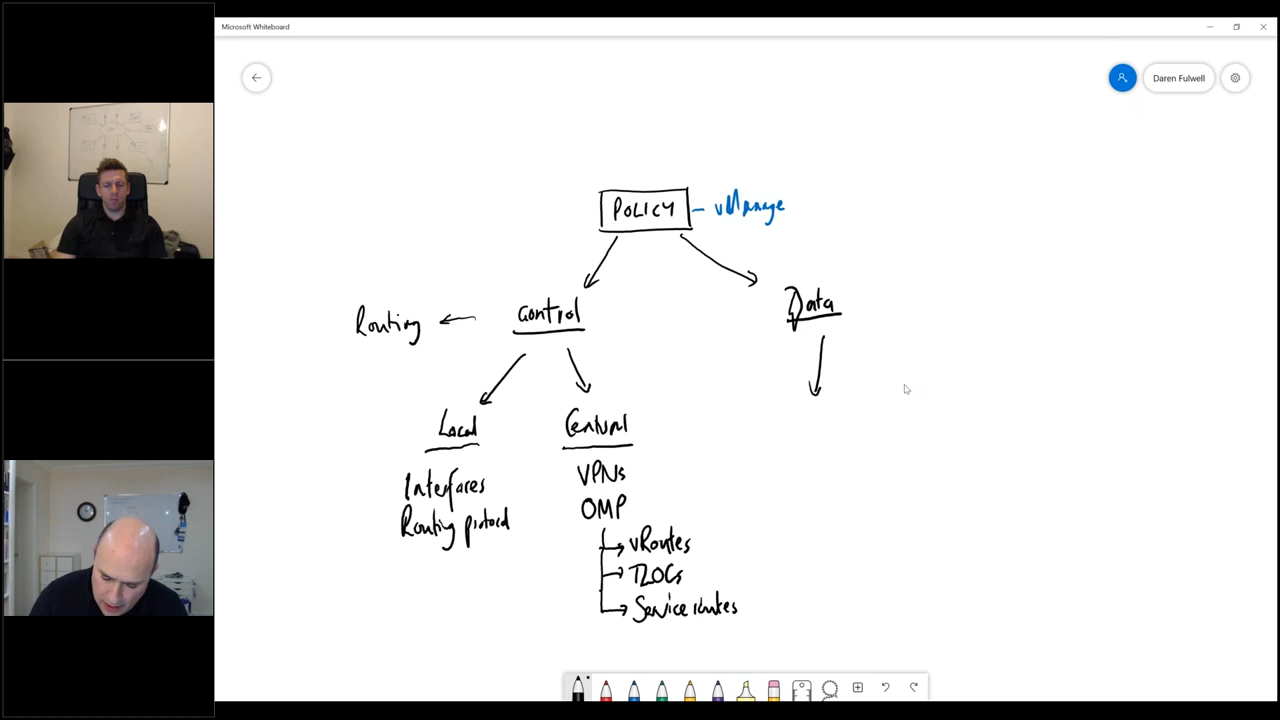 Microsoft Whiteboard
Daren Fulwell
POLICY - vManage
Control
Data
Routing
Local
Central
Interfaces
Routing protocol
VPNs
OMP
vRoutes
TLOCs
Service routes